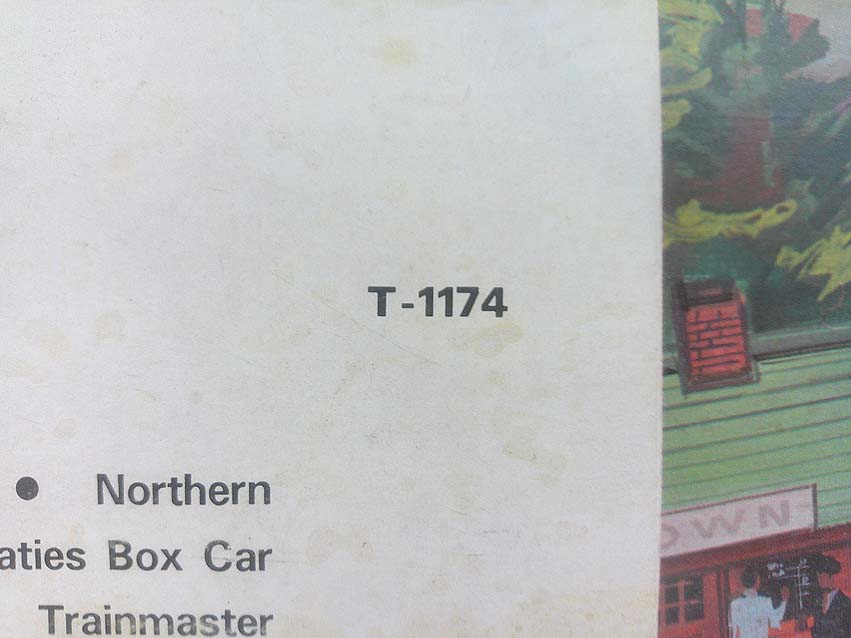 T-1174
● Northern
aties Box Car
Trainmaster
OWN